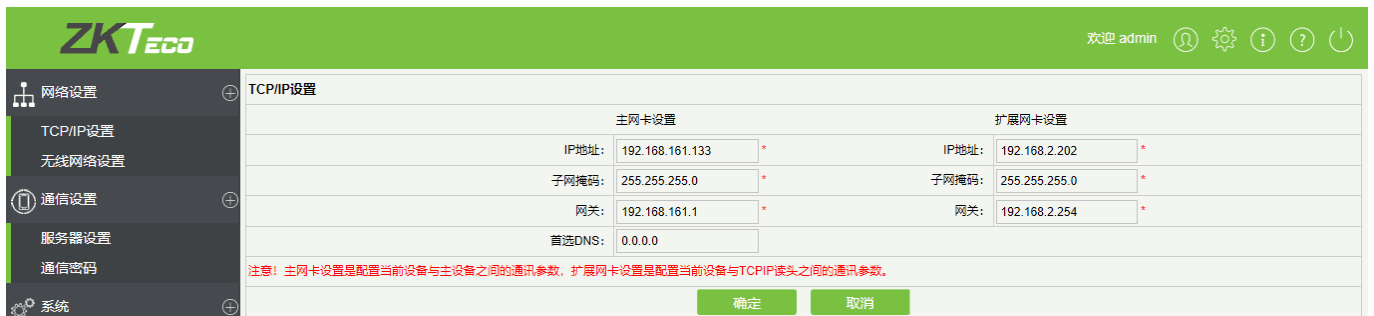 ZKTECO
欢迎 admin
网络设置
TCP/IP设置
无线网络设置
通信设置
服务器设置
通信密码
系统
TCP/IP设置
主网卡设置 扩展网卡设置
IP地址: 192.168.161.133 * IP地址: 192.168.2.202 *
子网掩码: 255.255.255.0 * 子网掩码: 255.255.255.0 *
网关: 192.168.161.1 * 网关: 192.168.2.254 *
首选DNS: 0.0.0.0
注意！主网卡设置是配置当前设备与主设备之间的通讯参数，扩展网卡设置是配置当前设备与TCPIP读头之间的通讯参数。
确定 取消